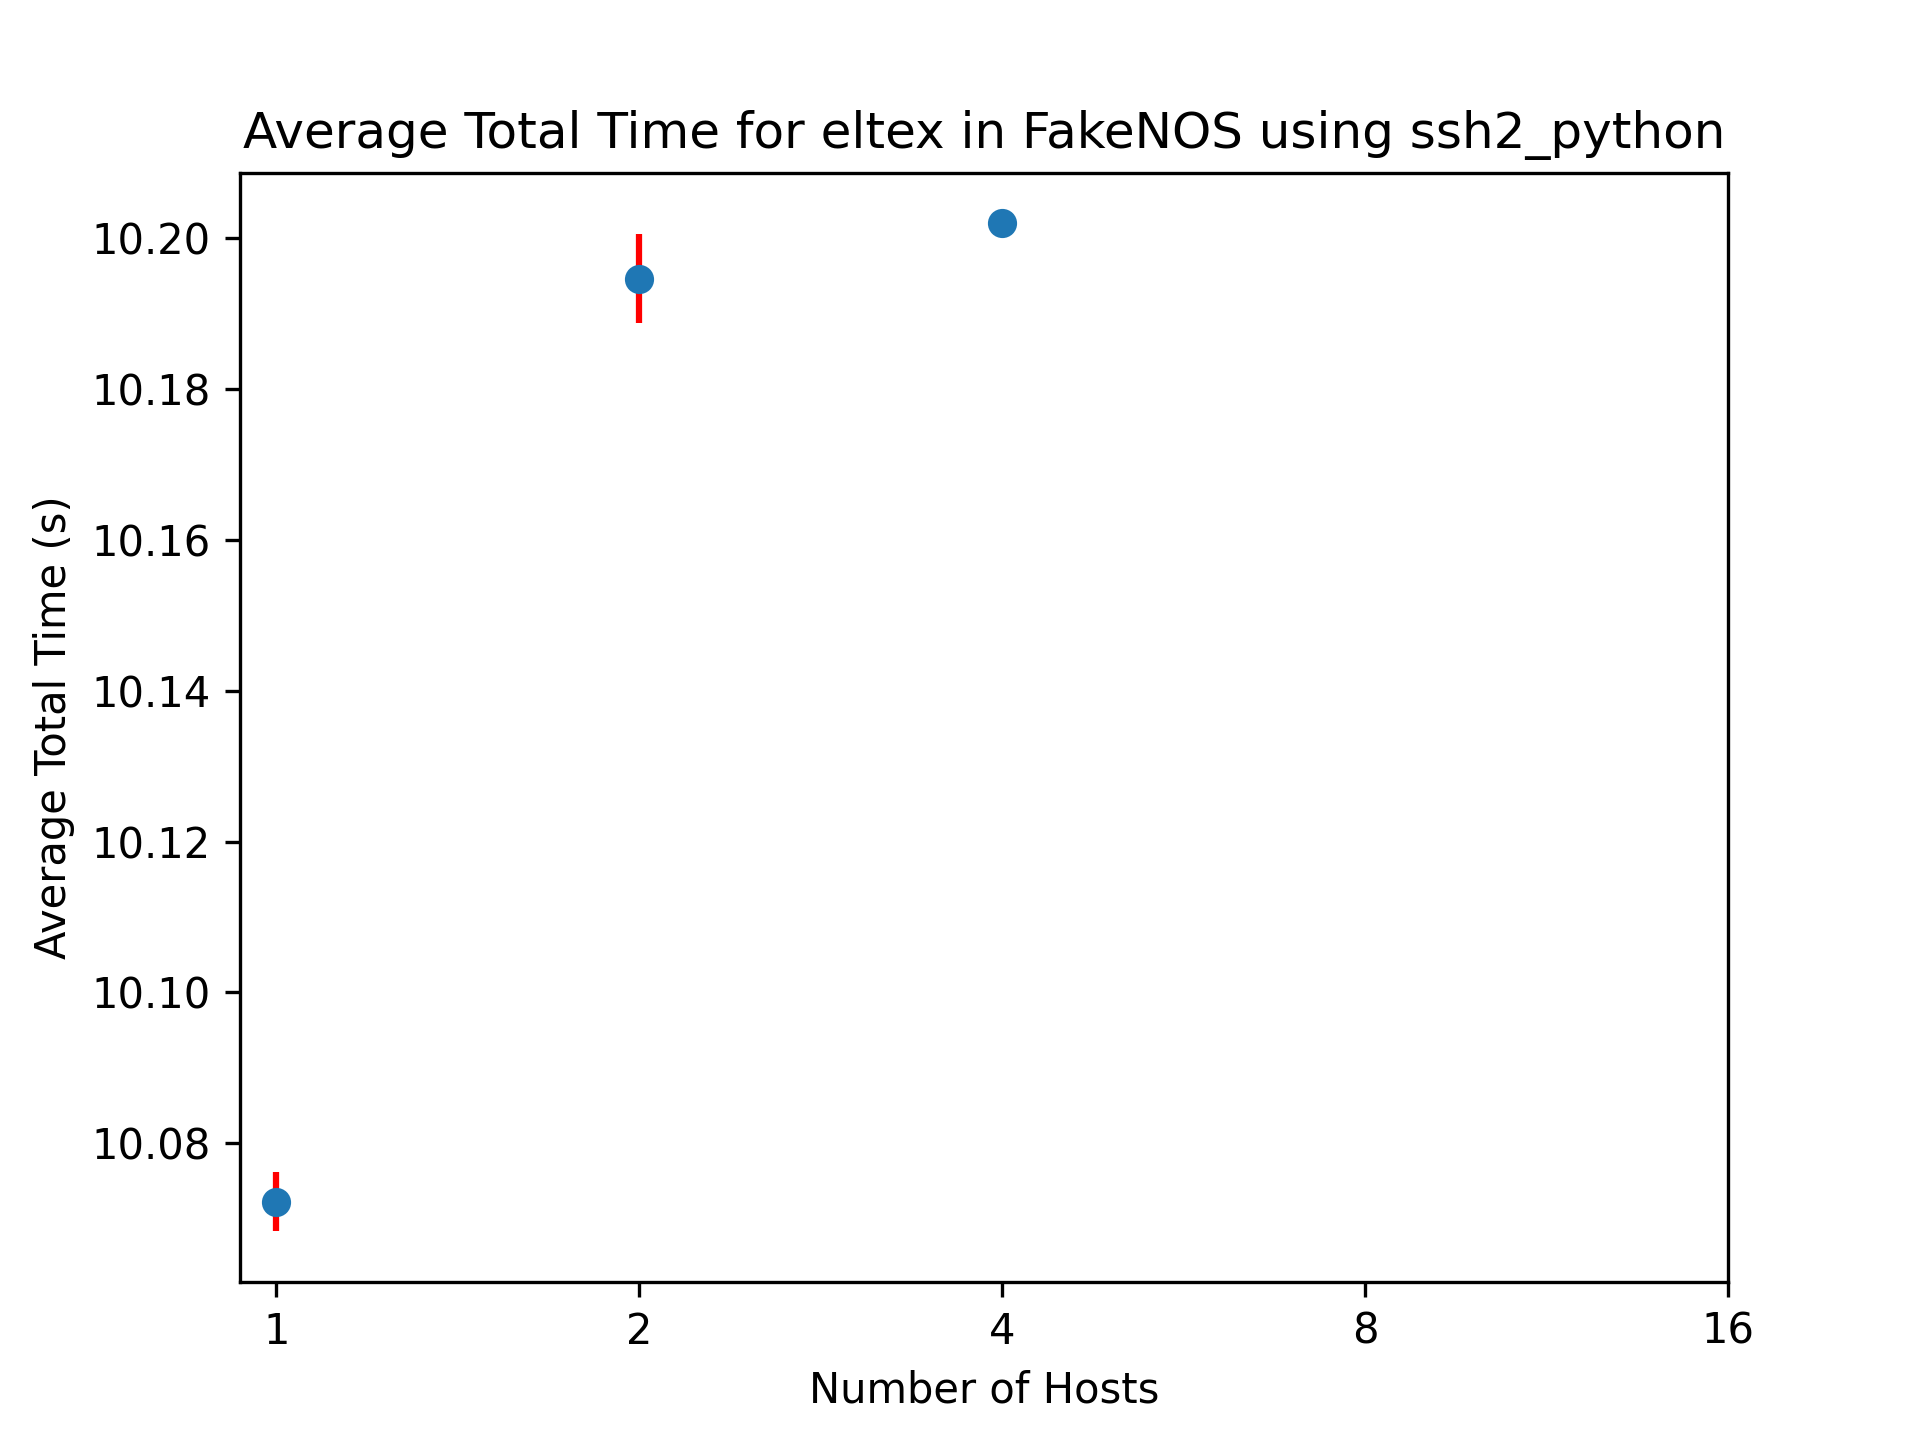 Average Total Time for eltex in FakeNOS using ssh2_python
10.20
10.18
10.16
10.14
10.12
10.10
10.08
Average Total Time (s)
1 2 4 8 16
Number of Hosts